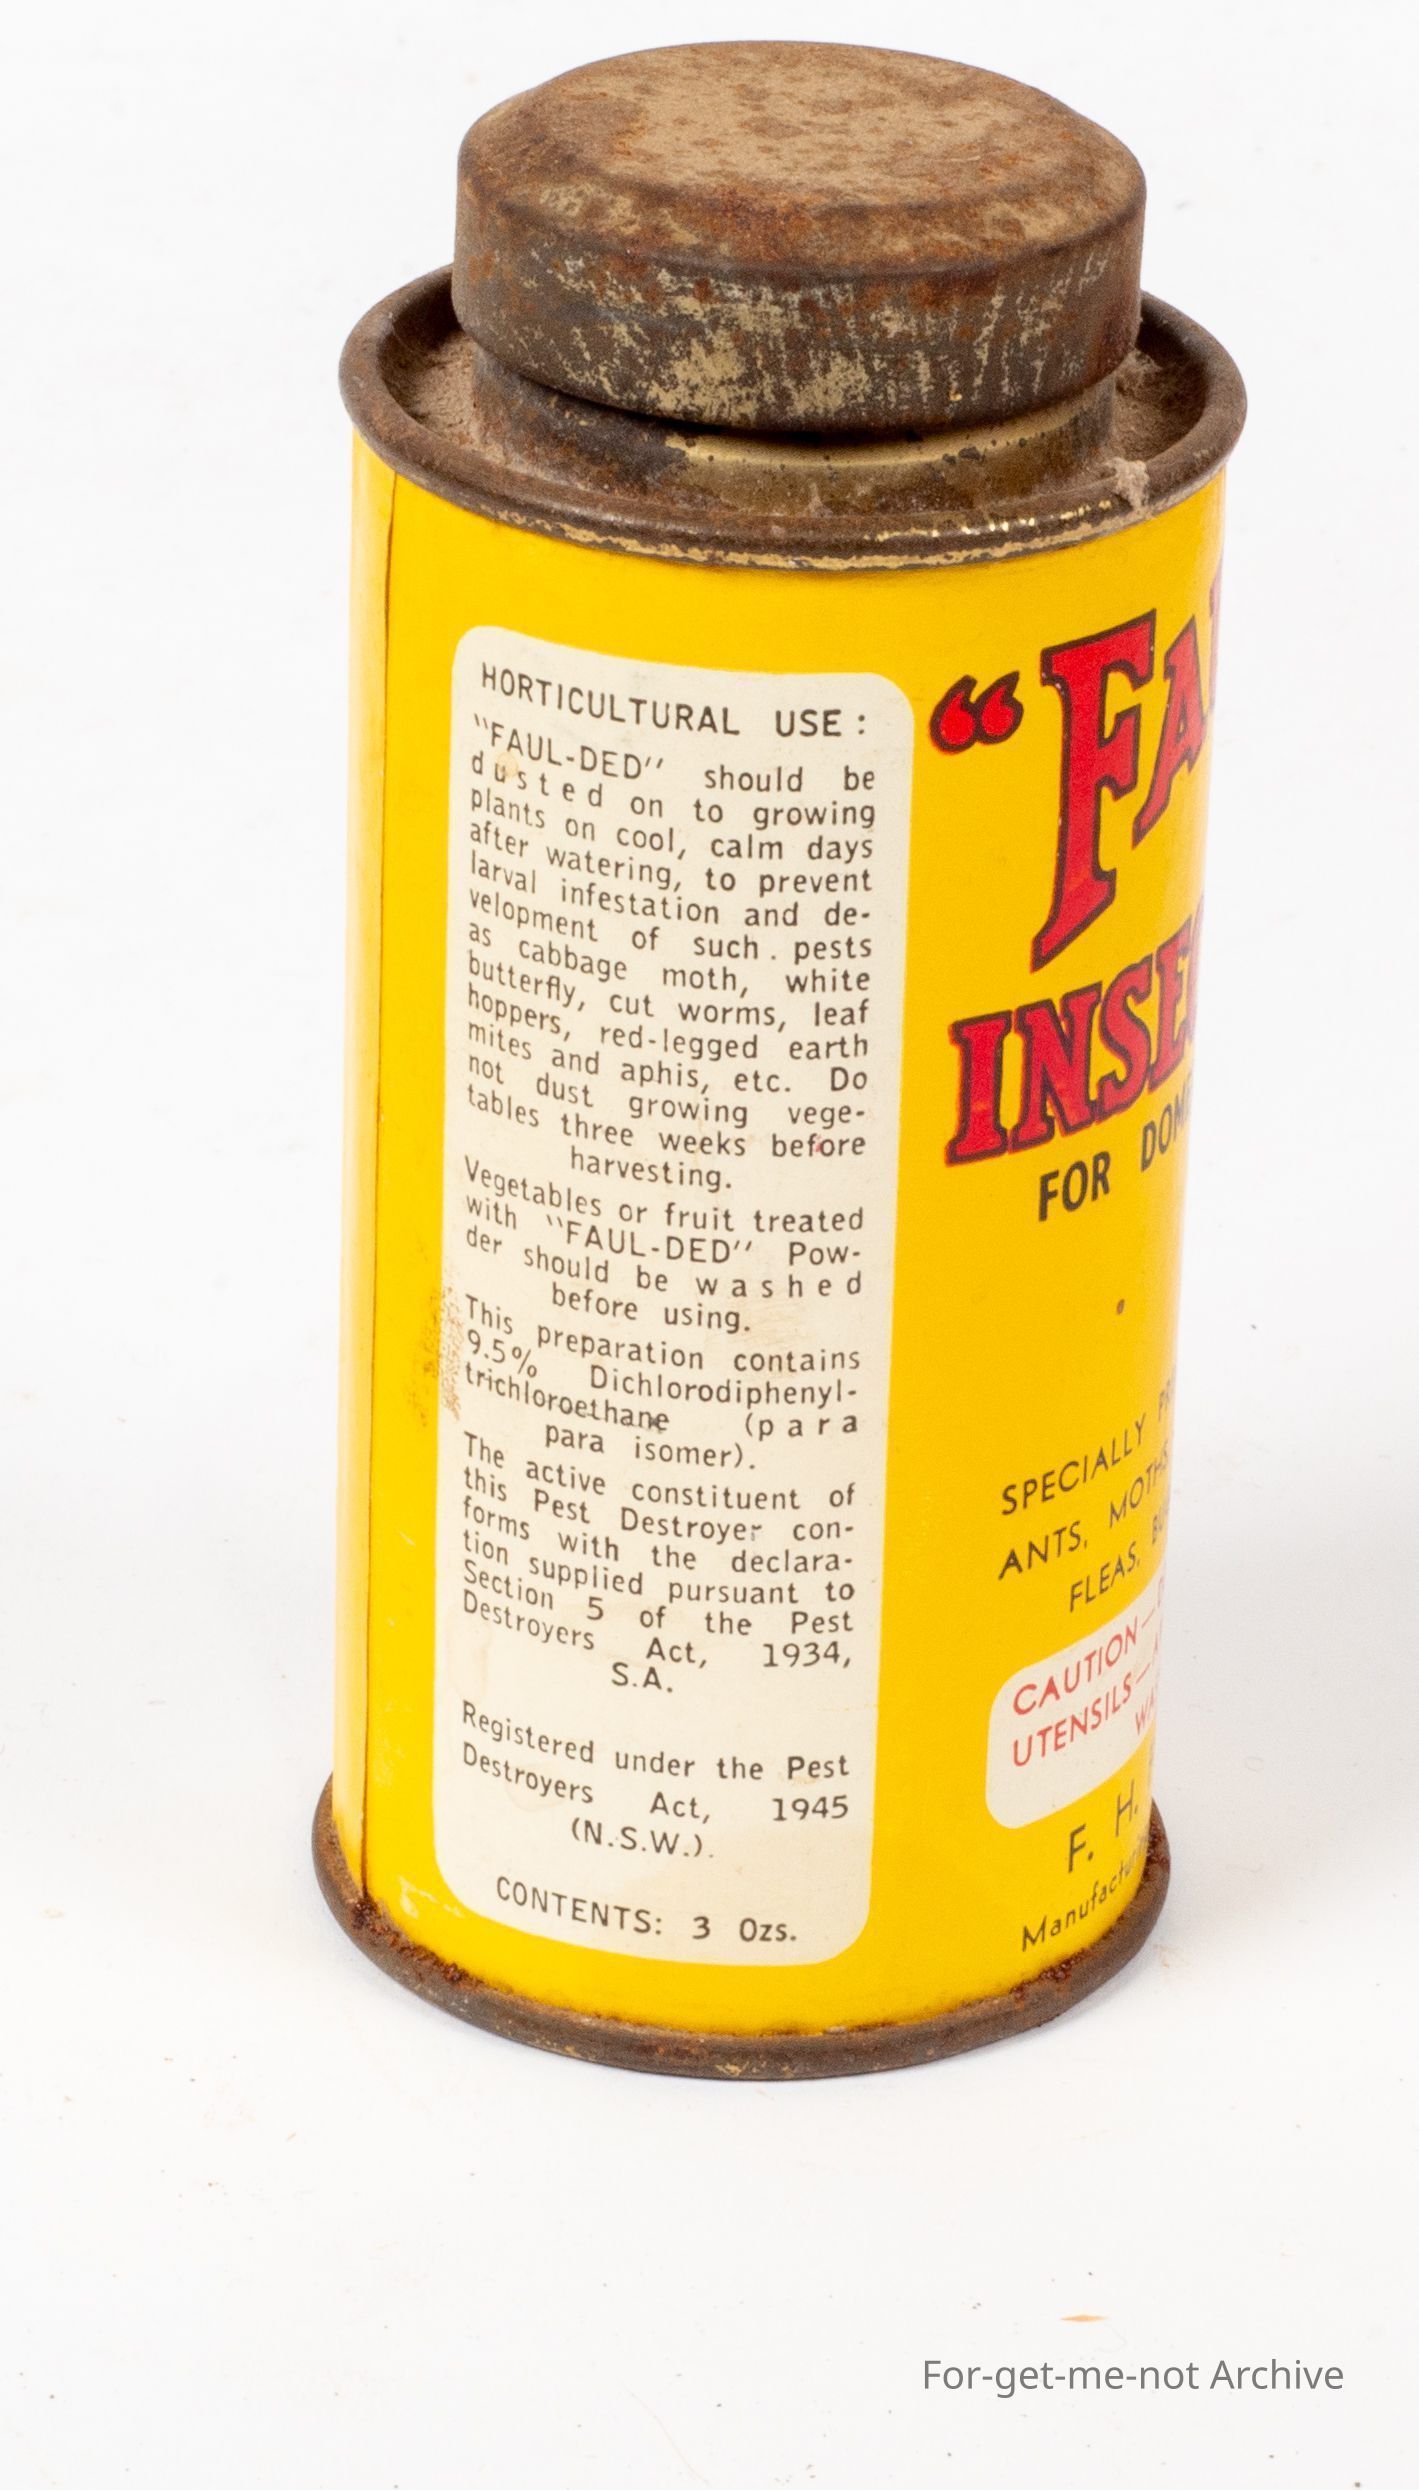 HORTICULTURAL USE :
"FAUL-DED" should be
dusted on to growing
plants on cool, calm days
after watering, to prevent
larval infestation and de-
velopment of such . pests
as cabbage moth, white
butterfly, cut worms, leaf
hoppers, red-legged earth
mites and aphis, etc. Do
not dust growing vege-
tables three weeks before
harvesting.
Vegetables or fruit treated
with "FAUL-DED" Pow-
der should be washed
before using.
This preparation contains
9.5% Dichlorodiphenyl-
trichloroethane (para
para isomer).
The active constituent of
this Pest Destroyer con-
forms with the declara-
tion supplied pursuant to
Section 5 of the Pest
Destroyers Act, 1934,
S.A.
Registered under the Pest
Destroyers Act, 1945
(N.S.W.).
CONTENTS: 3 Ozs.
"FA
INSEC
FOR DOM
SPECIALLY PR
ANTS, MOTHS
FLEAS, BU
CAUTION—
UTENSILS—
WA
F. H.
Manufactur
For-get-me-not Archive